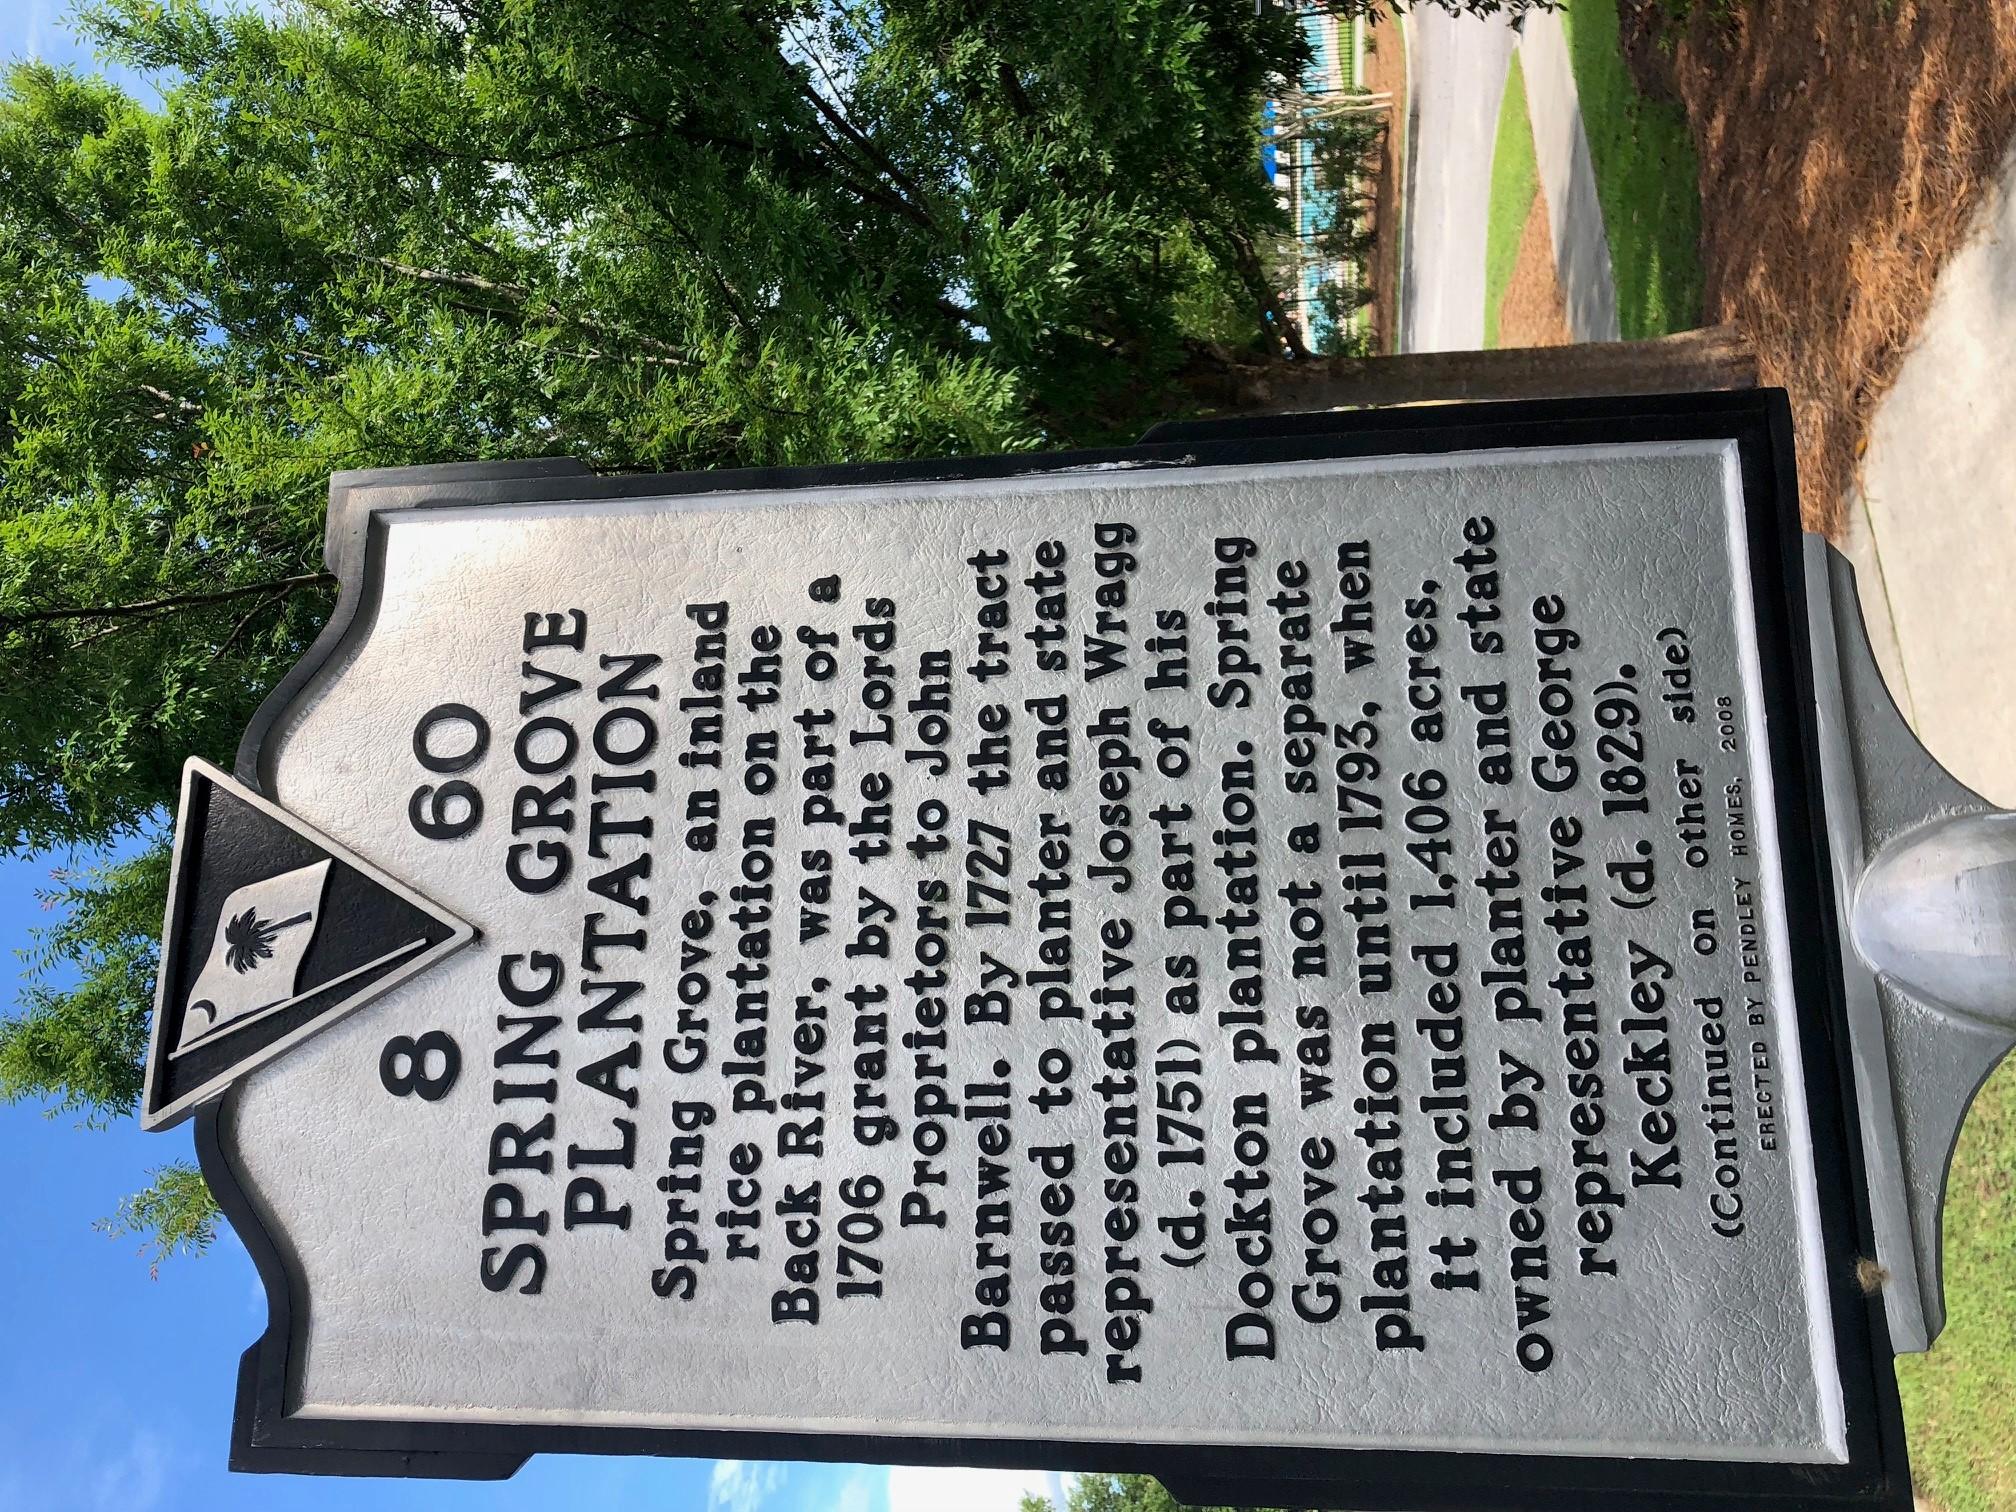 8 60
SPRING GROVE
PLANTATION
Spring Grove, an inland
rice plantation on the
Back River, was part of a
1706 grant by the Lords
Proprietors to John
Barnwell. By 1727 the tract
passed to planter and state
representative Joseph Wragg
(d. 1751) as part of his
Dockton plantation. Spring
Grove was not a separate
plantation until 1793, when
it included 1,406 acres,
owned by planter and state
representative George
Keckley (d. 1829).
(Continued on other side)
ERECTED BY PENDLEY HOMES, 2008